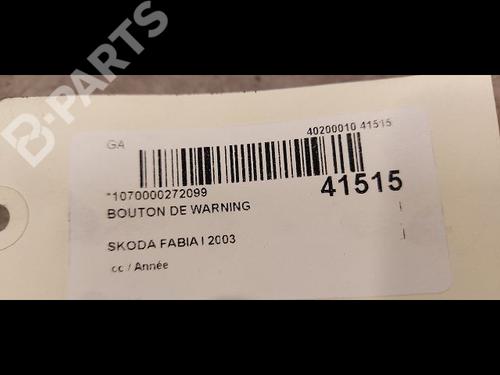 B-PARTS
GA
40200010 41515
*1070000272099
41515
BOUTON DE WARNING
SKODA FABIA I 2003
cc / Année